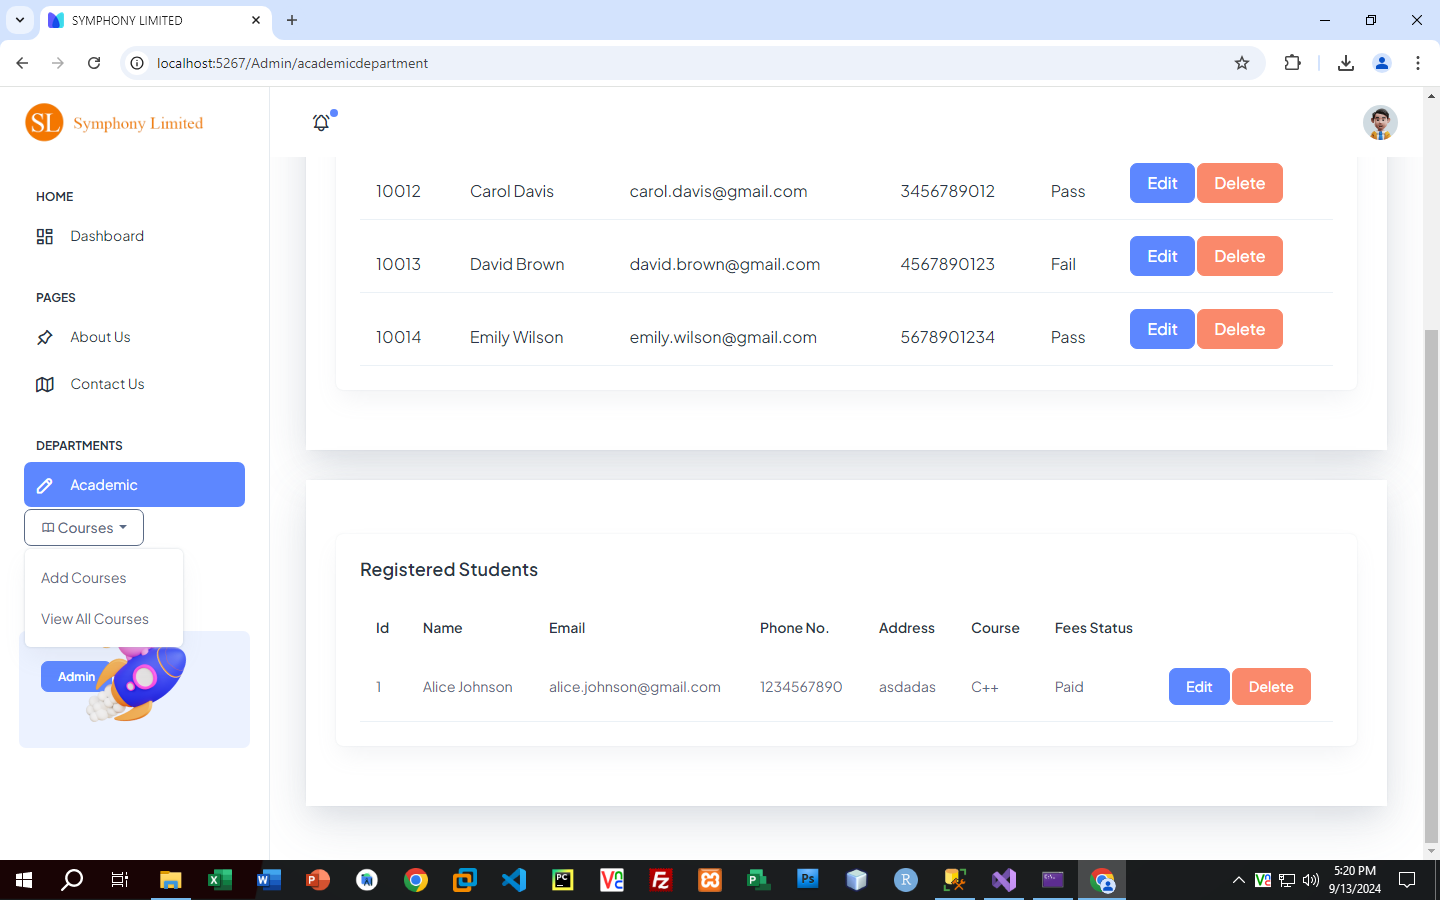 SYMPHONY LIMITED
localhost:5267/Admin/academicdepartment
SL Symphony Limited
HOME
Dashboard
PAGES
About Us
Contact Us
DEPARTMENTS
Academic
Courses
Add Courses
View All Courses
Admin
10012 Carol Davis carol.davis@gmail.com 3456789012 Pass Edit Delete
10013 David Brown david.brown@gmail.com 4567890123 Fail Edit Delete
10014 Emily Wilson emily.wilson@gmail.com 5678901234 Pass Edit Delete
Registered Students
Id Name Email Phone No. Address Course Fees Status
1 Alice Johnson alice.johnson@gmail.com 1234567890 asdadas C++ Paid Edit Delete
5:20 PM
9/13/2024